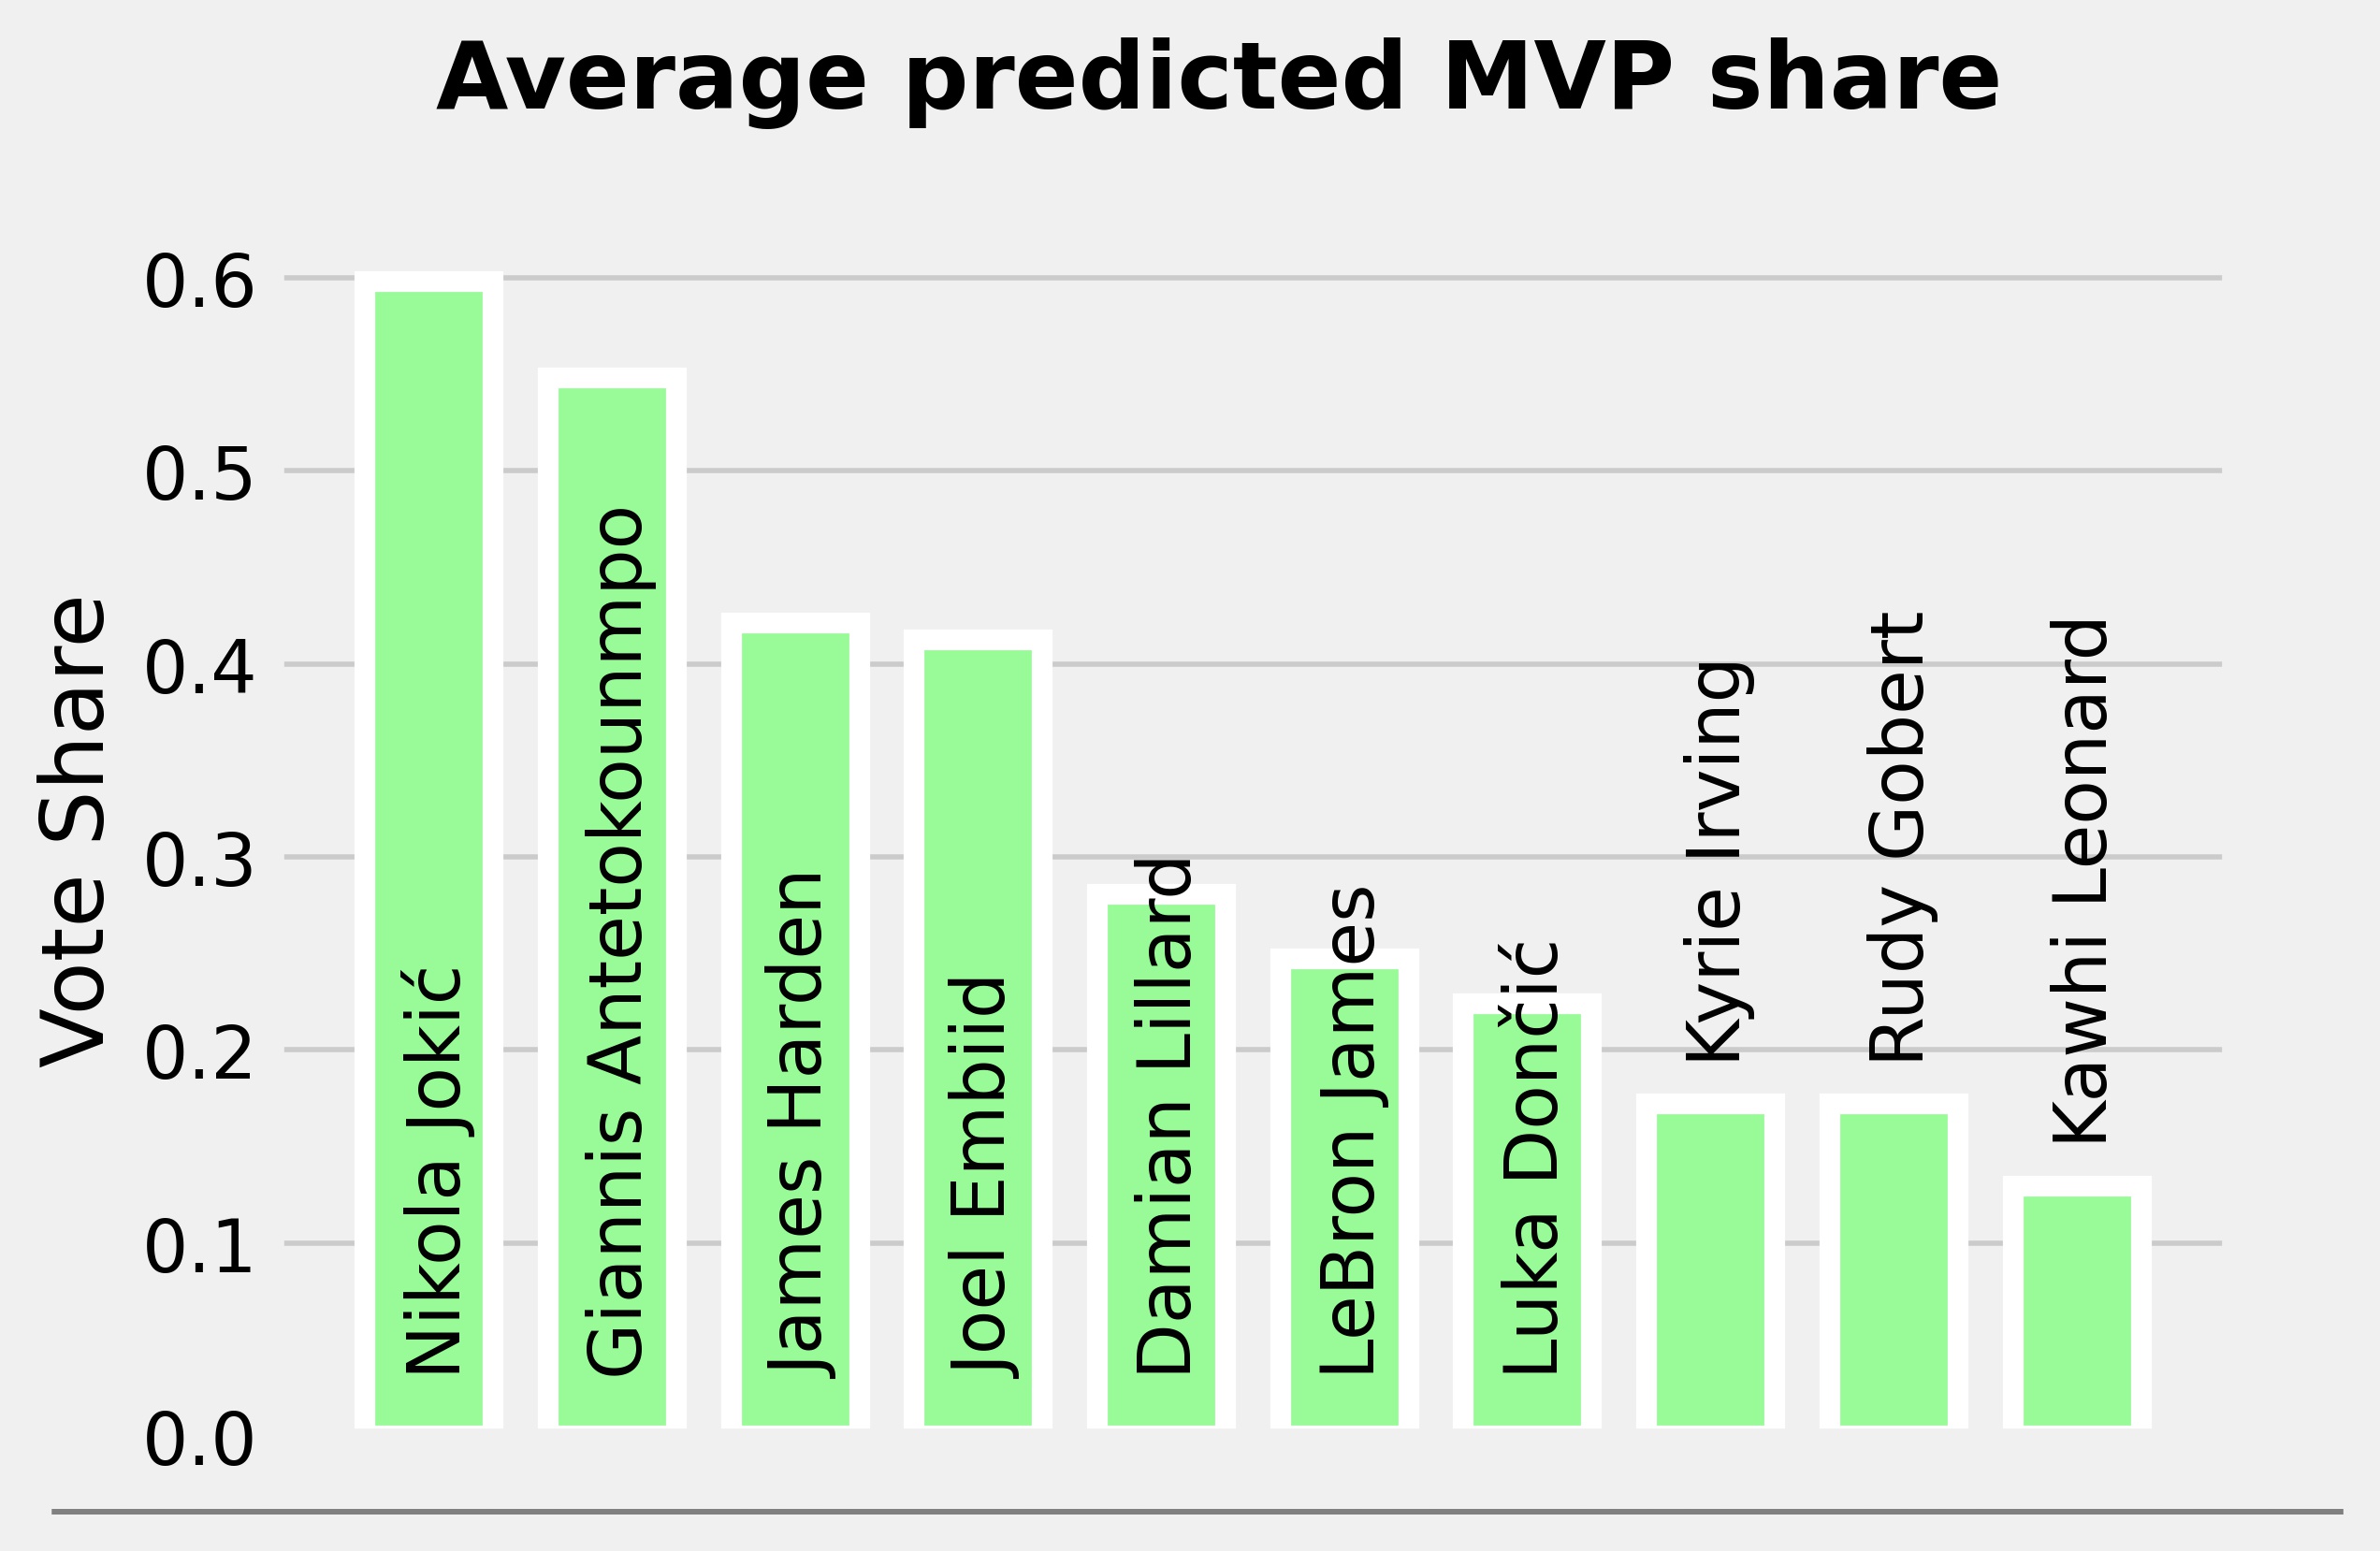 Average predicted MVP share
Vote Share
0.6
0.5
0.4
0.3
0.2
0.1
0.0
Nikola Jokić
Giannis Antetokounmpo
James Harden
Joel Embiid
Damian Lillard
LeBron James
Luka Dončić
Kyrie Irving
Rudy Gobert
Kawhi Leonard